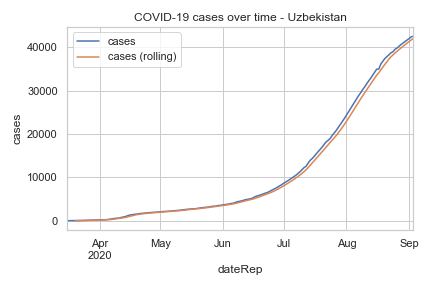 COVID-19 cases over time - Uzbekistan
cases
cases (rolling)
40000
30000
20000
10000
0
cases
Apr
2020
May
Jun
Jul
Aug
Sep
dateRep